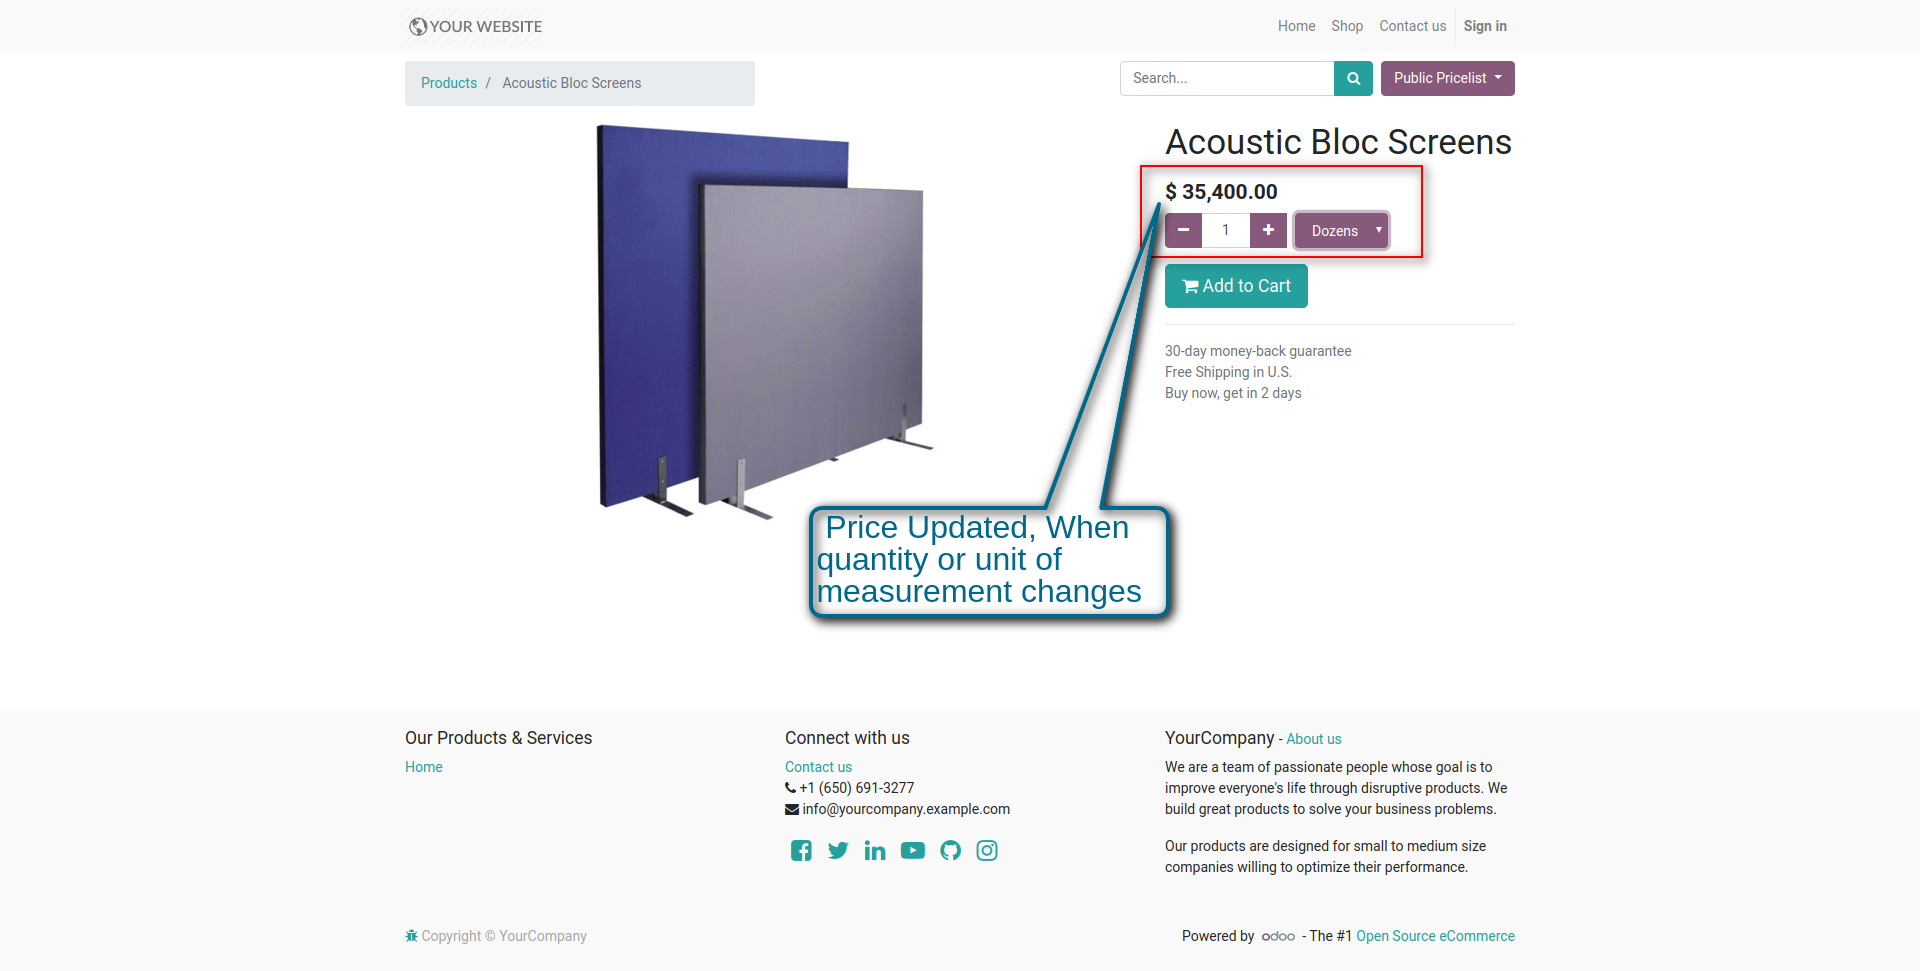 YOUR WEBSITE
Home Shop Contact us Sign in
Products / Acoustic Bloc Screens
Search...
Public Pricelist
Acoustic Bloc Screens
$ 35,400.00
1
Dozens
Add to Cart
30-day money-back guarantee
Free Shipping in U.S.
Buy now, get in 2 days
Price Updated, When
quantity or unit of
measurement changes
Our Products & Services
Home
Connect with us
Contact us
+1 (650) 691-3277
info@yourcompany.example.com
YourCompany - About us
We are a team of passionate people whose goal is to
improve everyone's life through disruptive products. We
build great products to solve your business problems.
Our products are designed for small to medium size
companies willing to optimize their performance.
Copyright © YourCompany
Powered by odoo - The #1 Open Source eCommerce